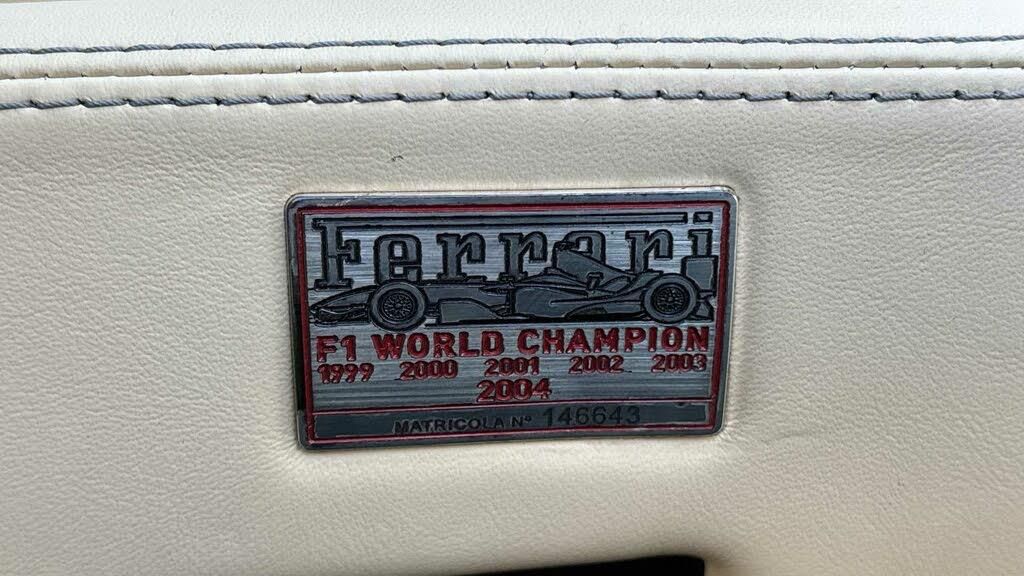 Ferrari
F1 WORLD CHAMPION
1999 2000 2001 2002 2003
2004
MATRICOLA Nº 146643